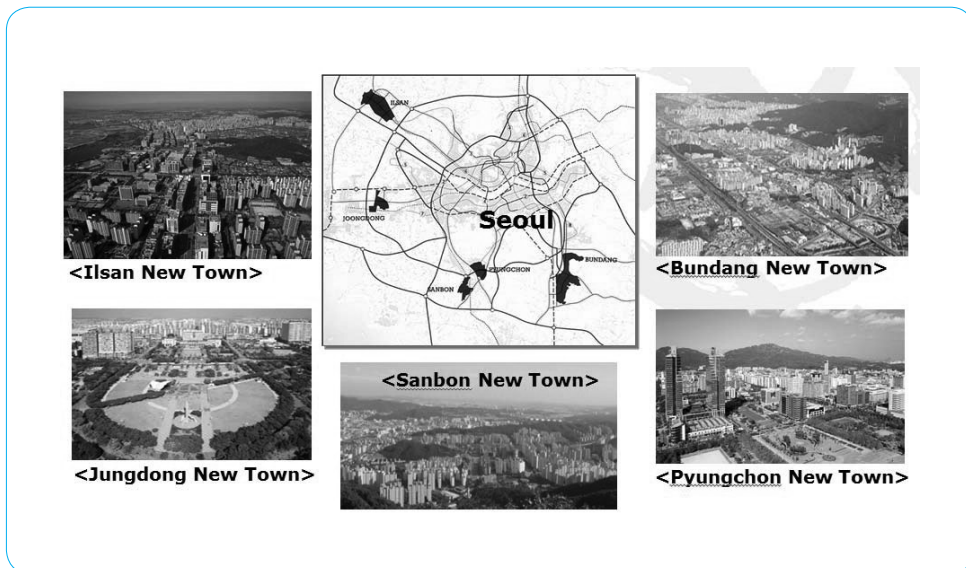 ILSAN
JOONGDONG
Seoul
PYUNGCHON
BUNDANG
SANBON
<Ilsan New Town>
<Bundang New Town>
<Sanbon New Town>
<Jungdong New Town>
<Pyungchon New Town>